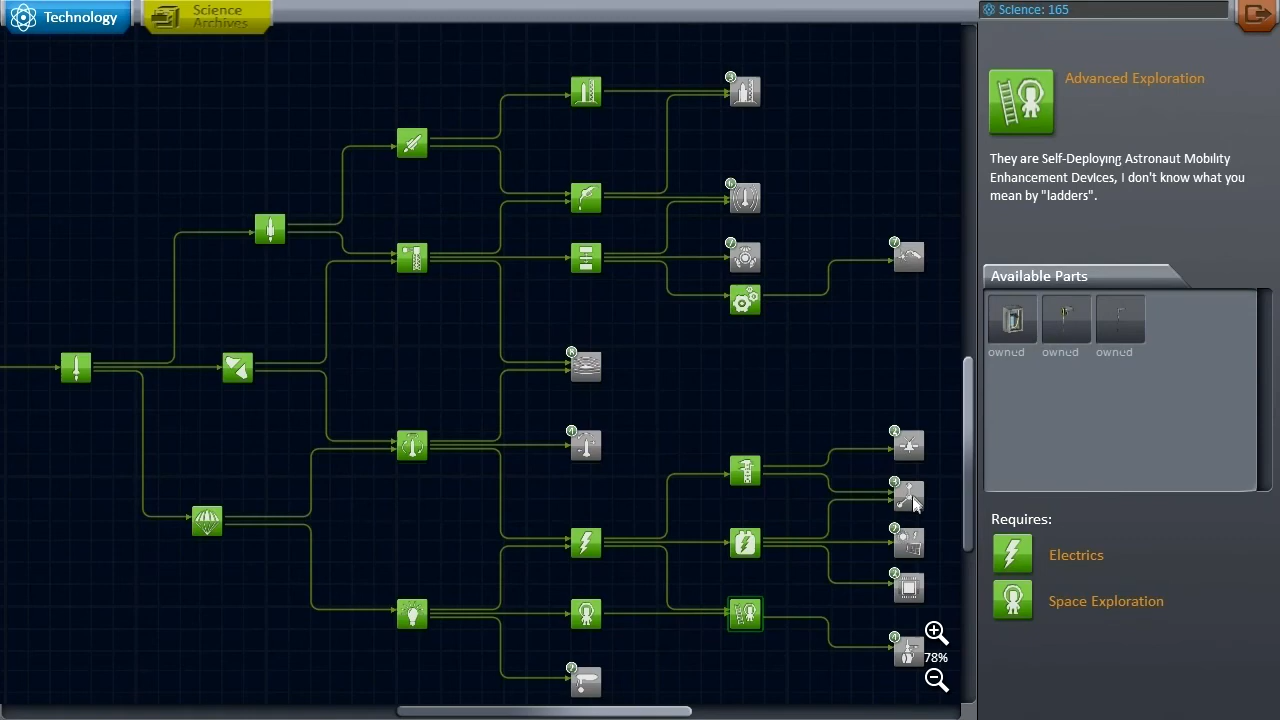 Technology
Science
Archives
Science: 165
Advanced Exploration
They are Self-Deploying Astronaut Mobility
Enhancement Devices, I don't know what you
mean by "ladders".
Available Parts
owned owned owned
Requires:
Electrics
Space Exploration
78%